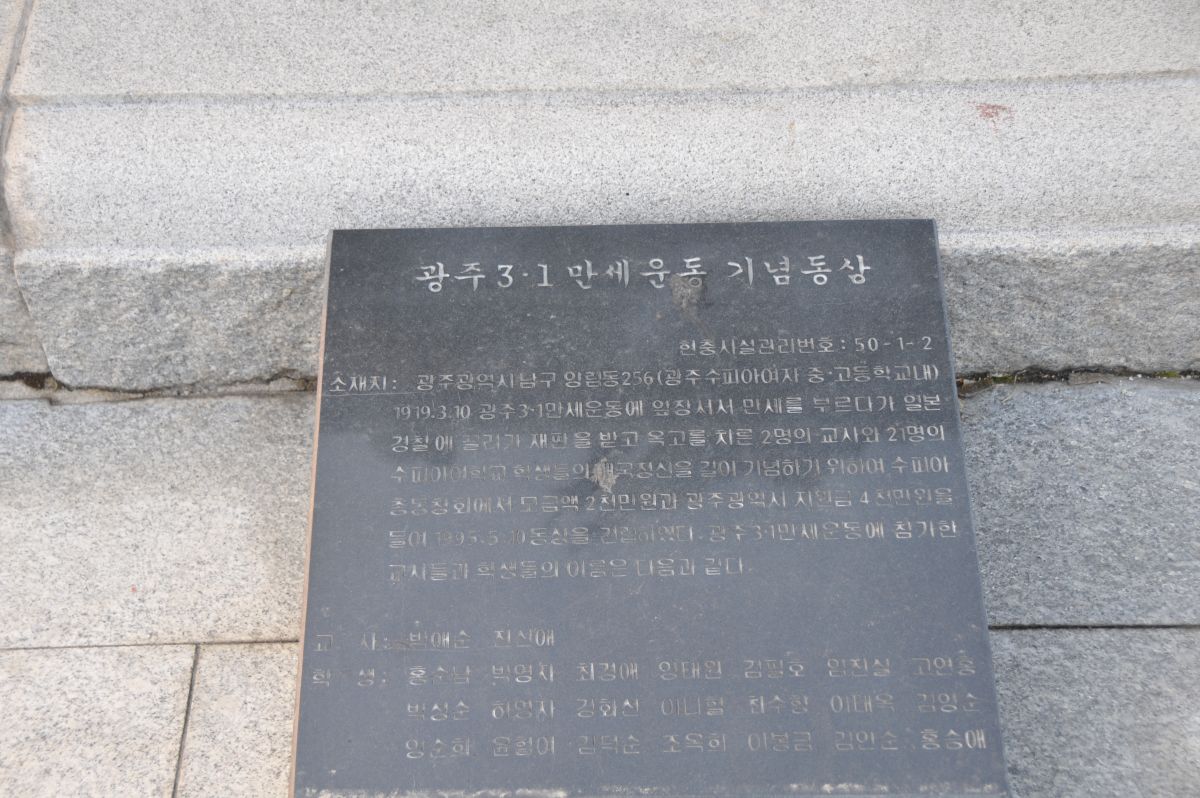 광주 3·1만세운동 기념동상
현충시설관리번호 : 50-1-2
소재지 : 광주광역시남구 양림동256(광주수피아여자 중·고등학교내)
1919.3.10 광주3·1만세운동에 앞장서서 만세를 부르다가 일본
경찰에 끌려가 재판을 받고 옥고를 치른 2명의 교사와 21명의
수피아여학교 학생들의 애국정신을 길이 기념하기 위하여 수피아
총동창회에서 모금액 2천만원과 광주광역시 지원금 4천만원을
들여 1995.5.10 동상을 건립하였다. 광주3·1만세운동에 참가한
교사들과 학생들의 이름은 다음과 같다.
교 사 : 박애순 진신애
학 생 : 홍순남 박영자 최경애 양태원 김필호 임진실 고연홍
박성순 하영자 강화선 이나열 최수향 이태옥 김양순
양순희 윤형숙 김덕순 조옥희 이봉금 김안순 홍승애